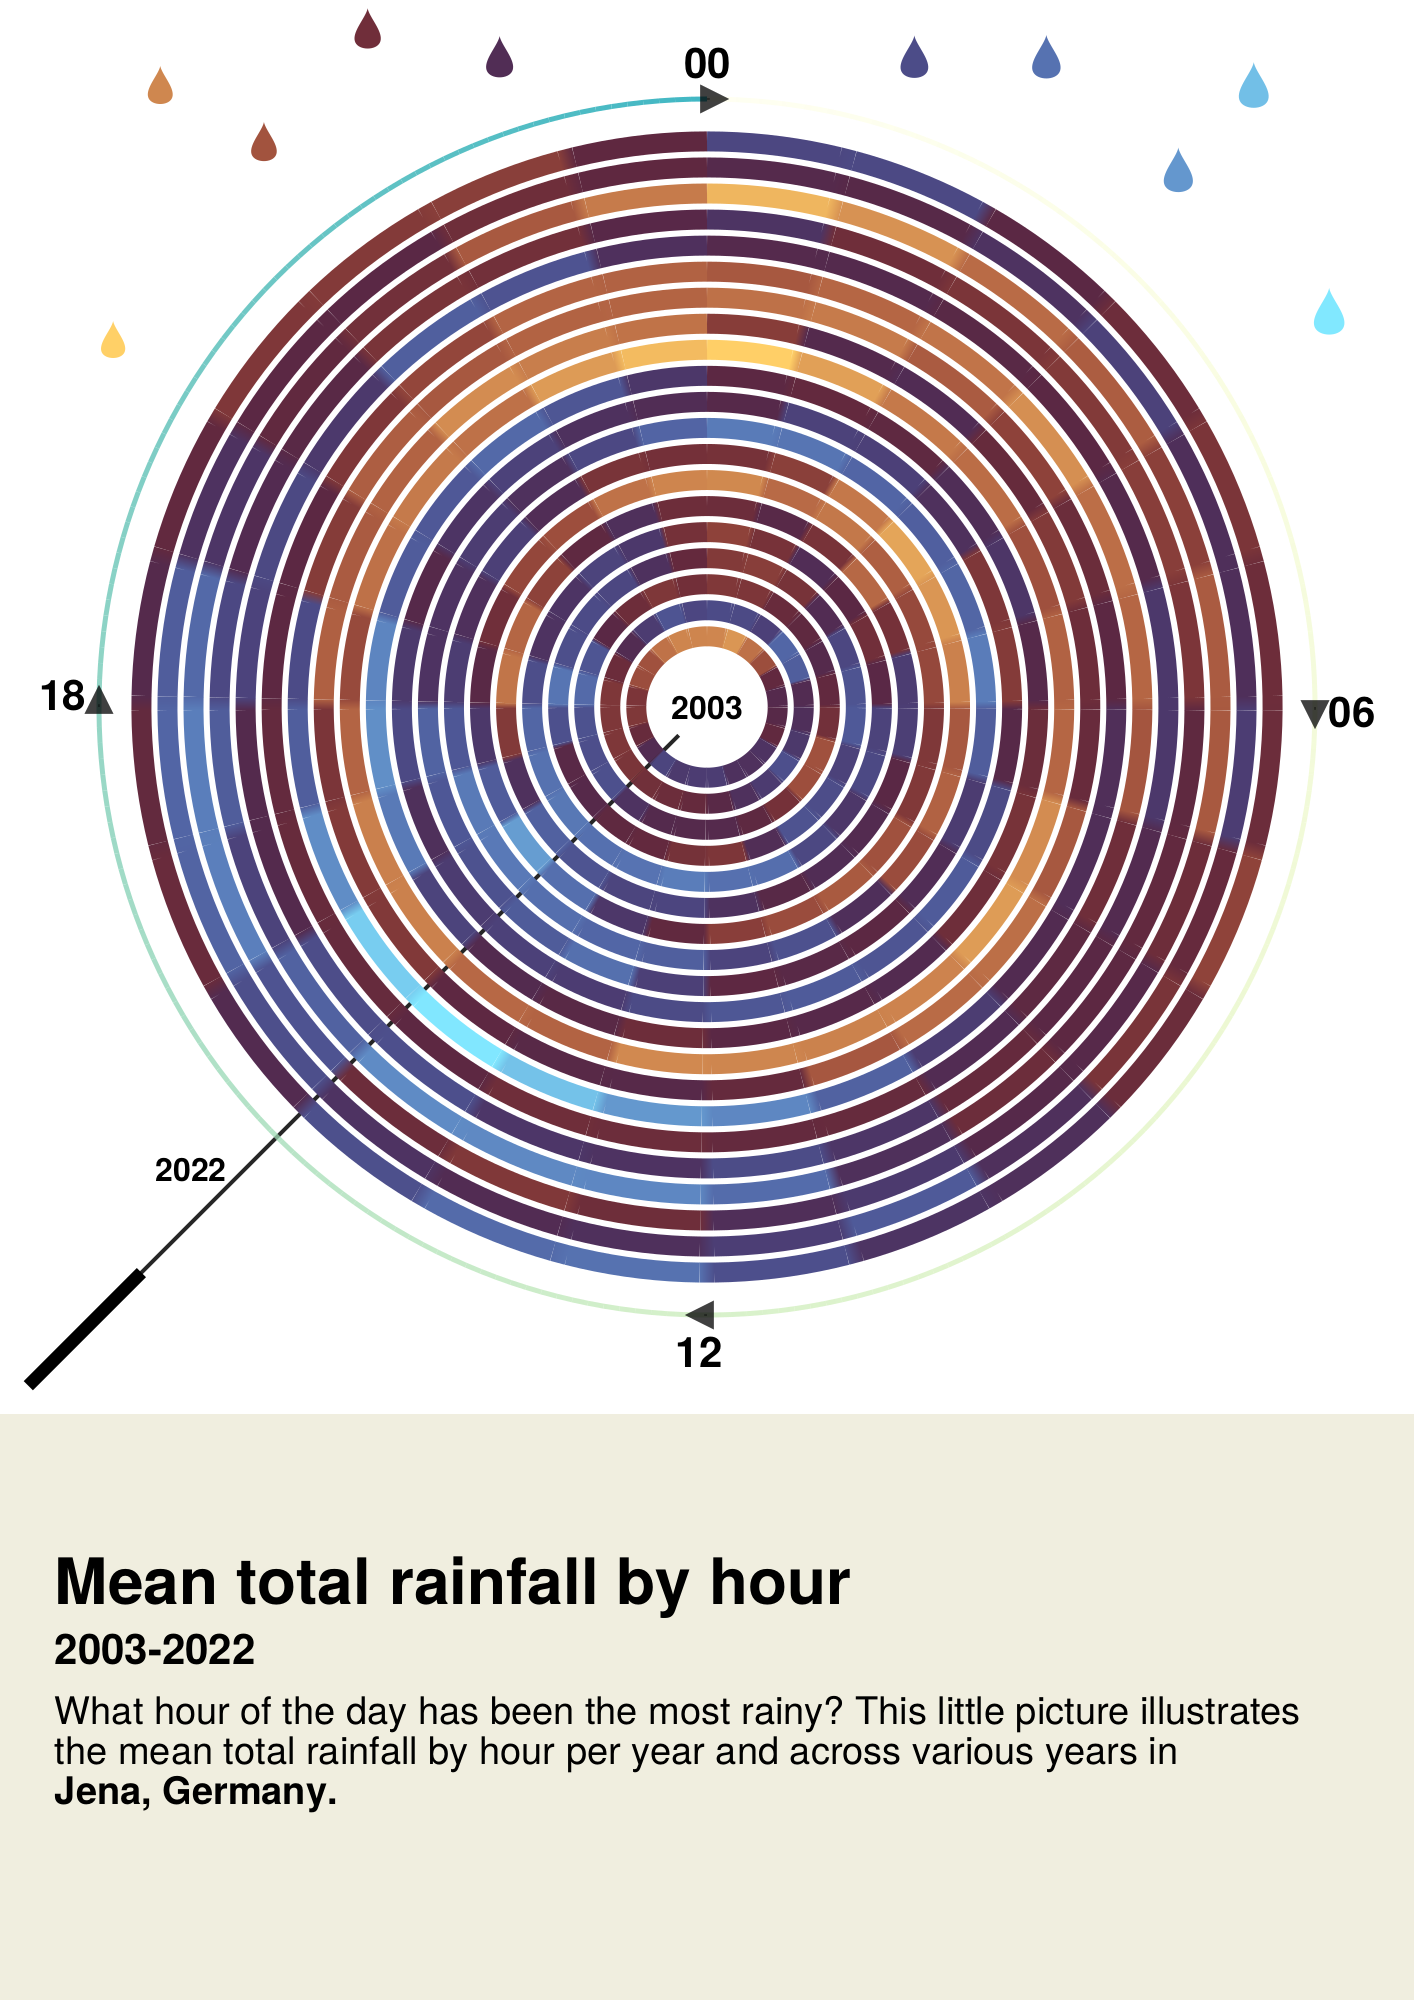 00
18
2003
06
2022
12
Mean total rainfall by hour
2003-2022
What hour of the day has been the most rainy? This little picture illustrates
the mean total rainfall by hour per year and across various years in
Jena, Germany.